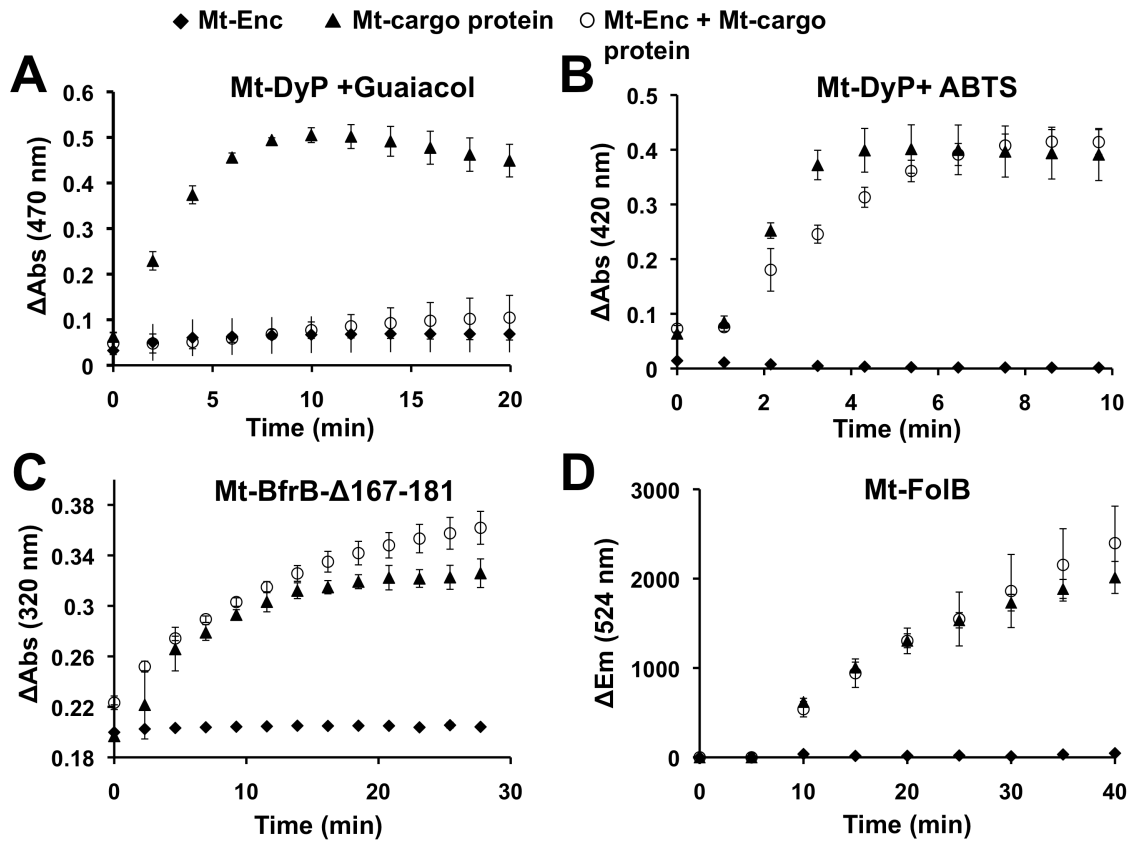 Mt-Enc Mt-cargo protein Mt-Enc + Mt-cargo
protein
A
Mt-DyP +Guaiacol
0.6
0.5
0.4
0.3
0.2
0.1
0
ΔAbs (470 nm)
0 5 10 15 20
Time (min)
B
Mt-DyP+ ABTS
0.5
0.4
0.3
0.2
0.1
0
ΔAbs (420 nm)
0 2 4 6 8 10
Time (min)
C
Mt-BfrB-Δ167-181
0.38
0.34
0.3
0.26
0.22
0.18
ΔAbs (320 nm)
0 10 20 30
Time (min)
D
Mt-FolB
3000
2000
1000
0
ΔEm (524 nm)
0 10 20 30 40
Time (min)